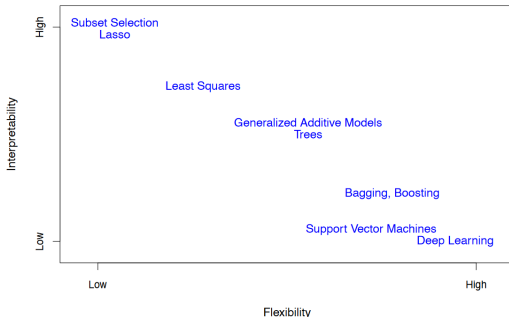 High
Subset Selection
Lasso
Least Squares
Generalized Additive Models
Trees
Bagging, Boosting
Support Vector Machines
Deep Learning
Low
Interpretability
Low
High
Flexibility